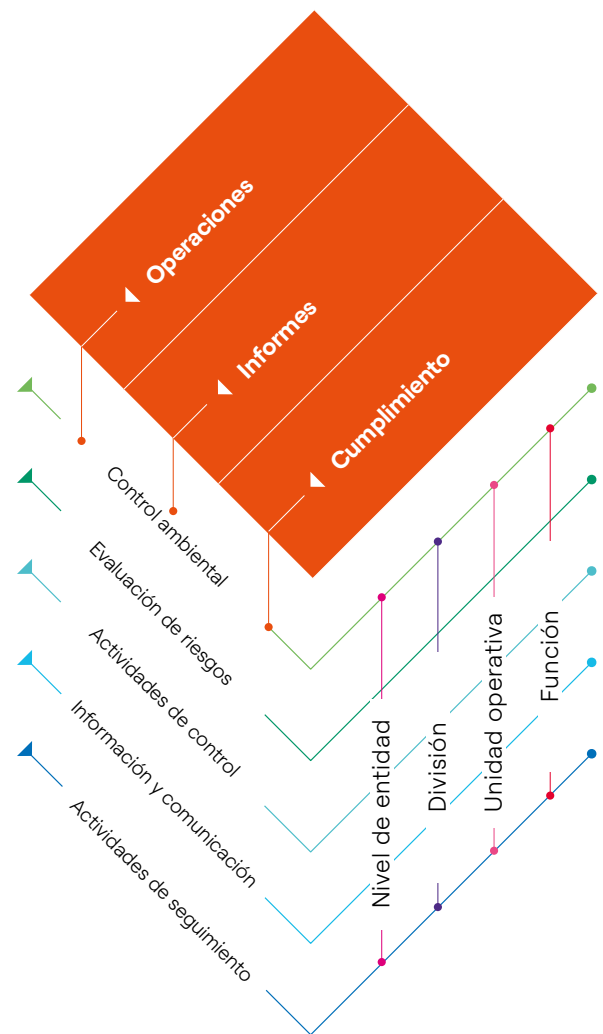 Operaciones
Informes
Cumplimiento
Control ambiental
Evaluación de riesgos
Actividades de control
Información y comunicación
Actividades de seguimiento
Nivel de entidad
División
Unidad operativa
Función